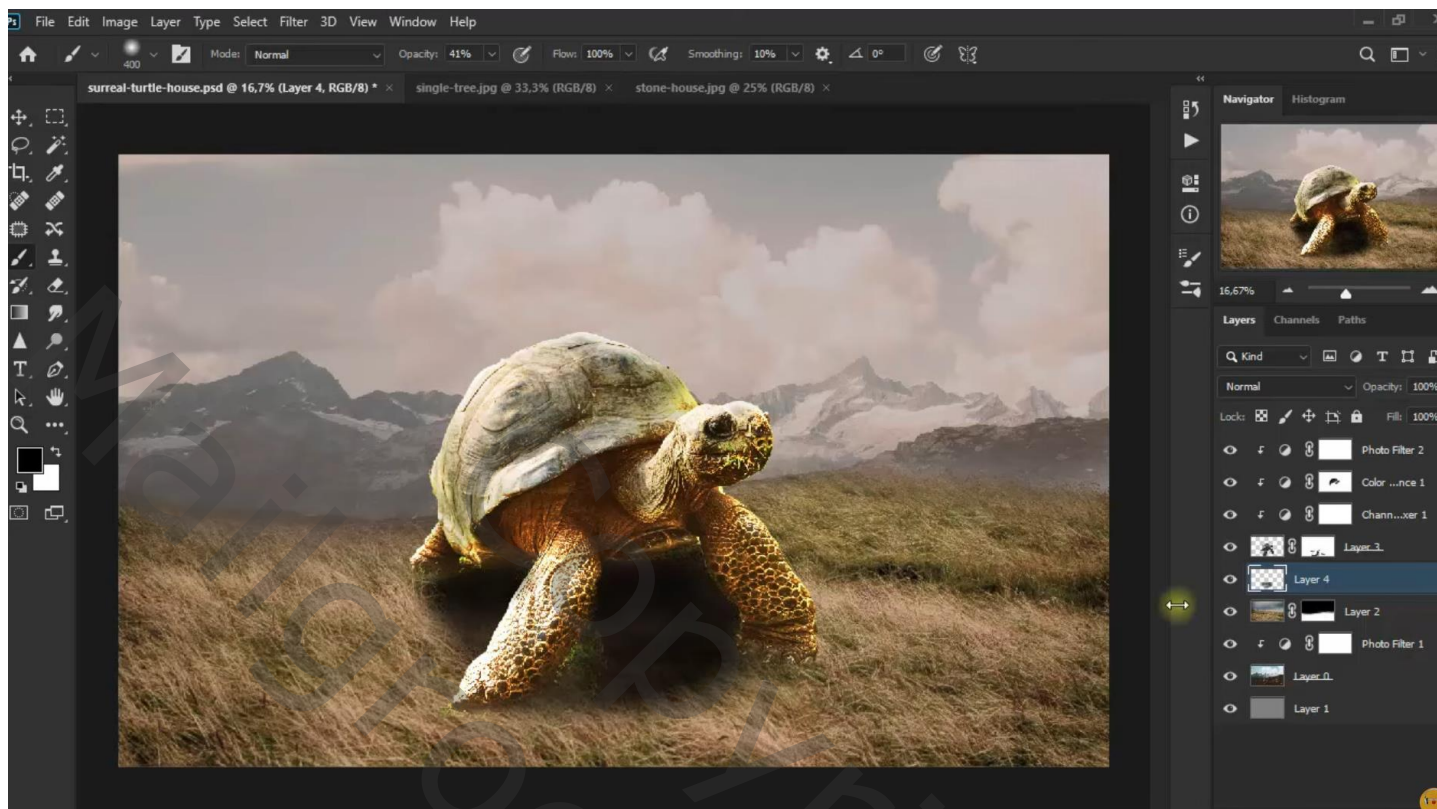 Ps File Edit Image Layer Type Select Filter 3D View Window Help
400 Mode: Normal Opacity: 41% Flow: 100% Smoothing: 10% 0°
surreal-turtle-house.psd @ 16,7% (Layer 4, RGB/8) * × single-tree.jpg @ 33,3% (RGB/8) × stone-house.jpg @ 25% (RGB/8) ×
Navigator Histogram
16,67%
Layers Channels Paths
Kind
Normal Opacity: 100%
Lock: Fill: 100%
Photo Filter 2
Color ...nce 1
Chann...xer 1
Layer 3
Layer 4
Layer 2
Photo Filter 1
Layer 0
Layer 1